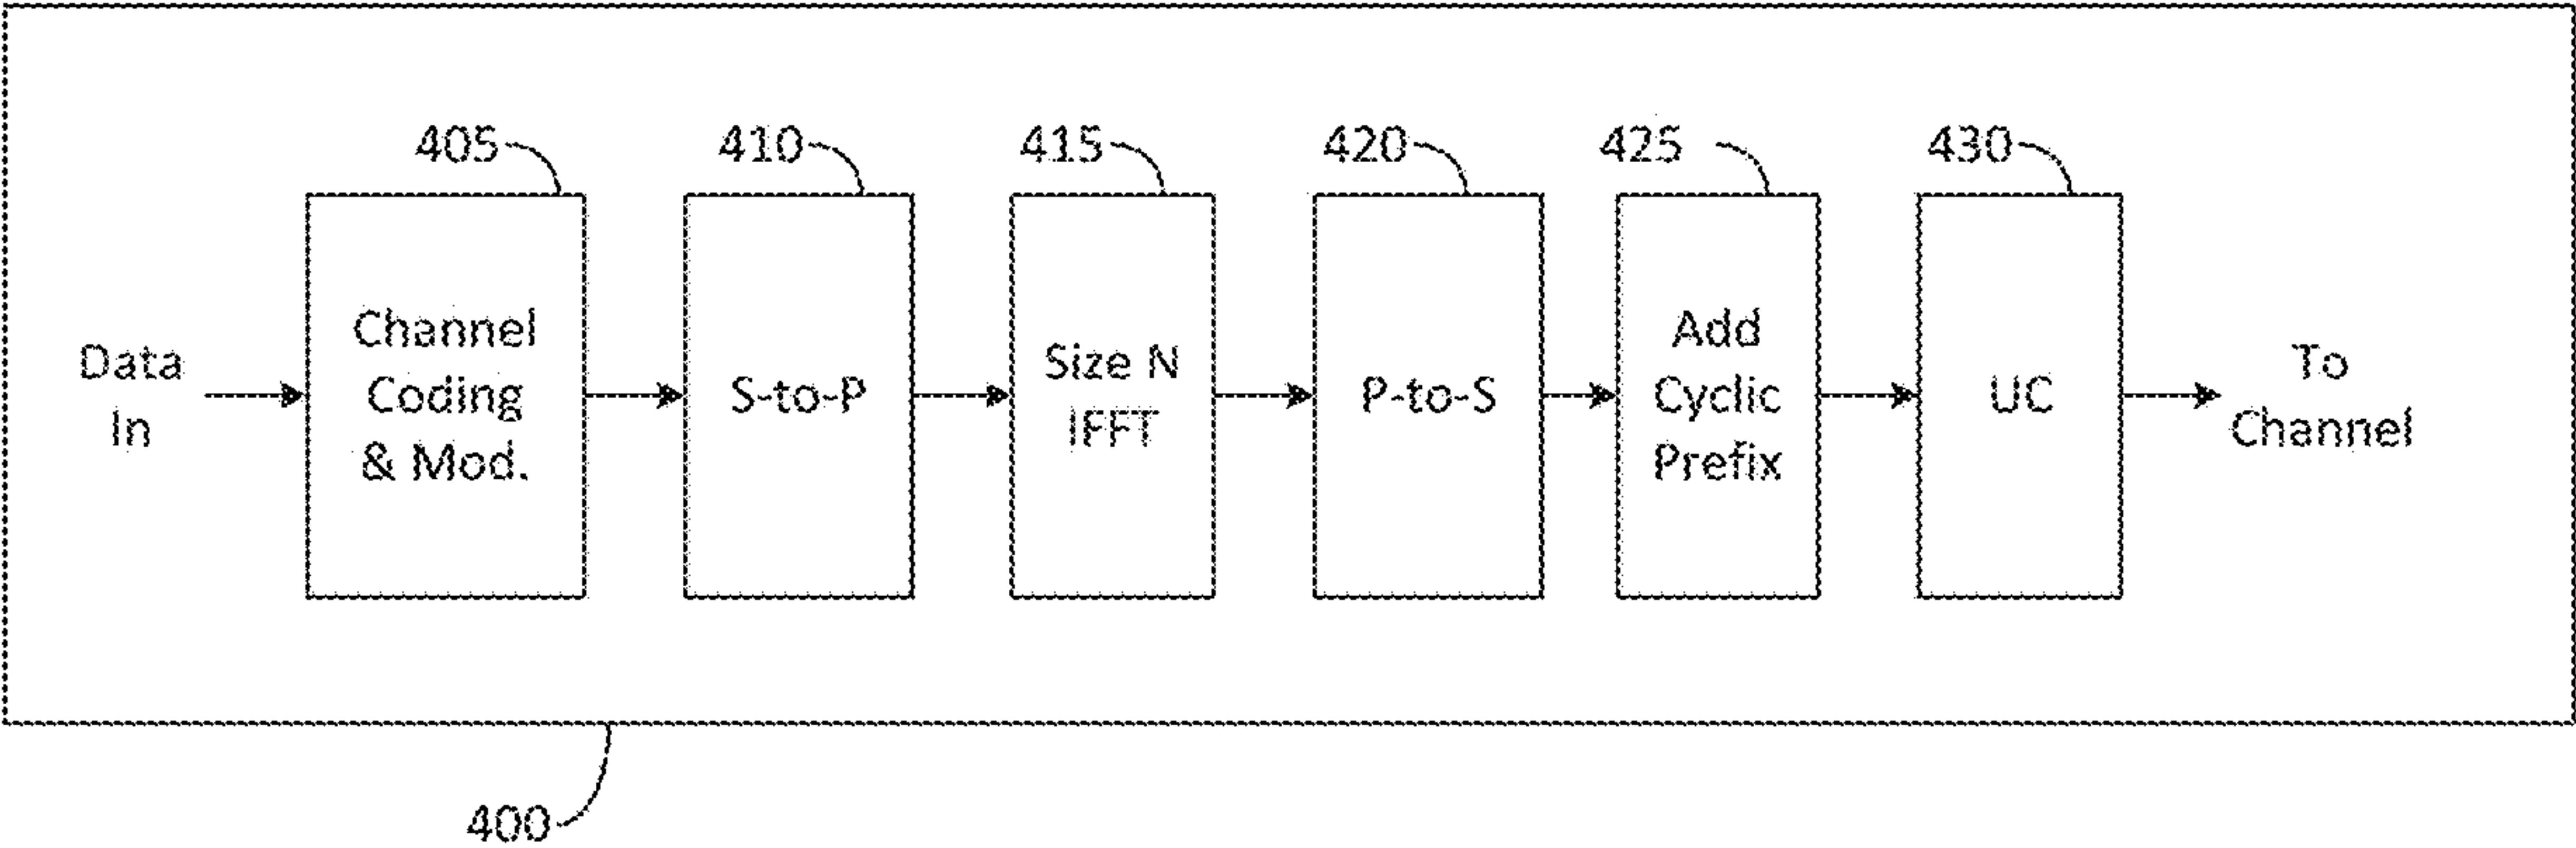 405
410
415
420
425
430
Data
In
Channel
Coding
& Mod.
S-to-P
Size N
IFFT
P-to-S
Add
Cyclic
Prefix
UC
To
Channel
400